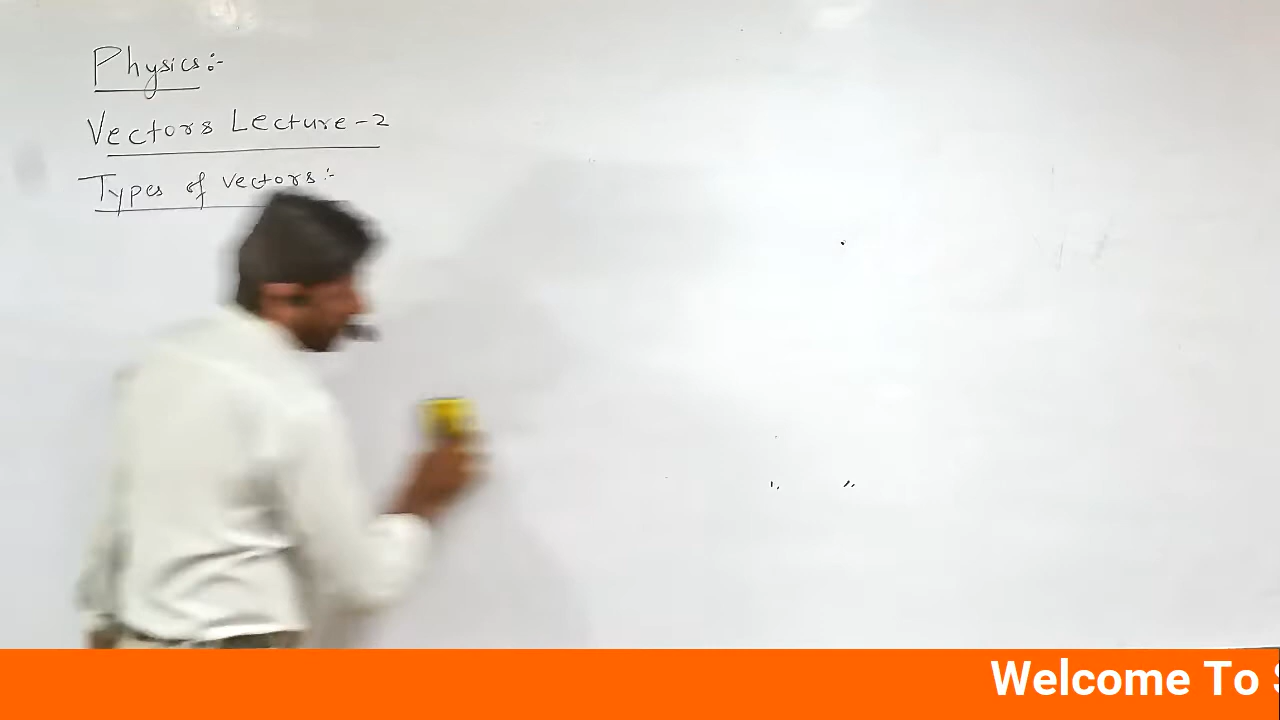 Physics:-
Vectors Lecture-2
Types of vectors:-
Welcome To